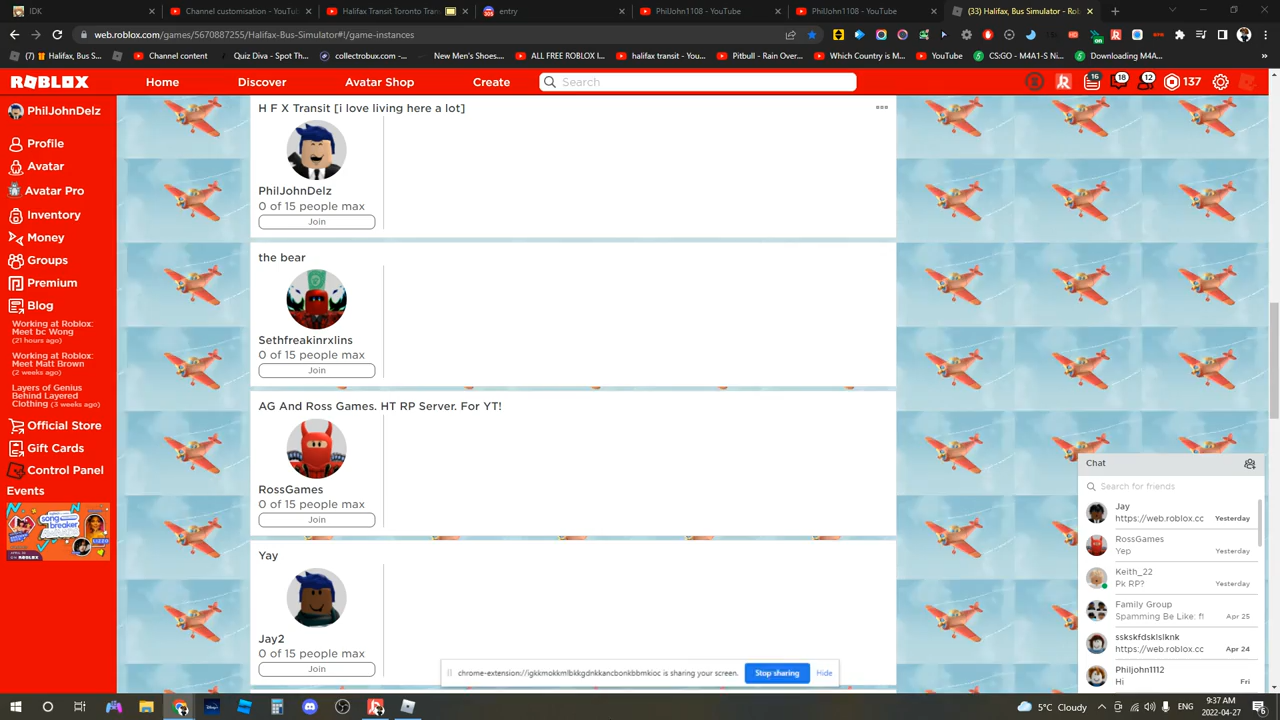 IDK
Channel customisation - YouTub
Halifax Transit Toronto Tran
entry
PhilJohn1108 - YouTube
PhilJohn1108 - YouTube
(33) Halifax, Bus Simulator - Ro
web.roblox.com/games/5670887255/Halifax-Bus-Simulator#!/game-instances
Halifax, Bus Si...
Channel content
Quiz Diva - Spot Th...
collectrobux.com -...
New Men's Shoes...
ALL FREE ROBLOX I...
halifax transit - You...
Pitbull - Rain Over...
Which Country is M...
YouTube
CS:GO - M4A1-S Ni...
Downloading M4A...
ROBLOX
Home
Discover
Avatar Shop
Create
Search
16
18
12
137
PhilJohnDelz
Profile
Avatar
Avatar Pro
Inventory
Money
Groups
Premium
Blog
Working at Roblox:
Meet bc Wong
(21 hours ago)
Working at Roblox:
Meet Matt Brown
(2 weeks ago)
Layers of Genius
Behind Layered
Clothing (3 weeks ago)
Official Store
Gift Cards
Control Panel
Events
H F X Transit [i love living here a lot]
PhilJohnDelz
0 of 15 people max
Join
the bear
Sethfreakinrxlins
0 of 15 people max
Join
AG And Ross Games. HT RP Server. For YT!
RossGames
0 of 15 people max
Join
Yay
Jay2
0 of 15 people max
Join
Chat
Search for friends
Jay
https://web.roblox.cc Yesterday
RossGames
Yep Yesterday
Keith_22
Pk RP? Yesterday
Family Group
Spamming Be Like: f! Apr 25
ssksfdskislknk
https://web.roblox.cc Apr 24
Philjohn1112
Hi Fri
is sharing your screen.
Stop sharing
Hide
5°C Cloudy
ENG
9:37 AM
2022-04-27